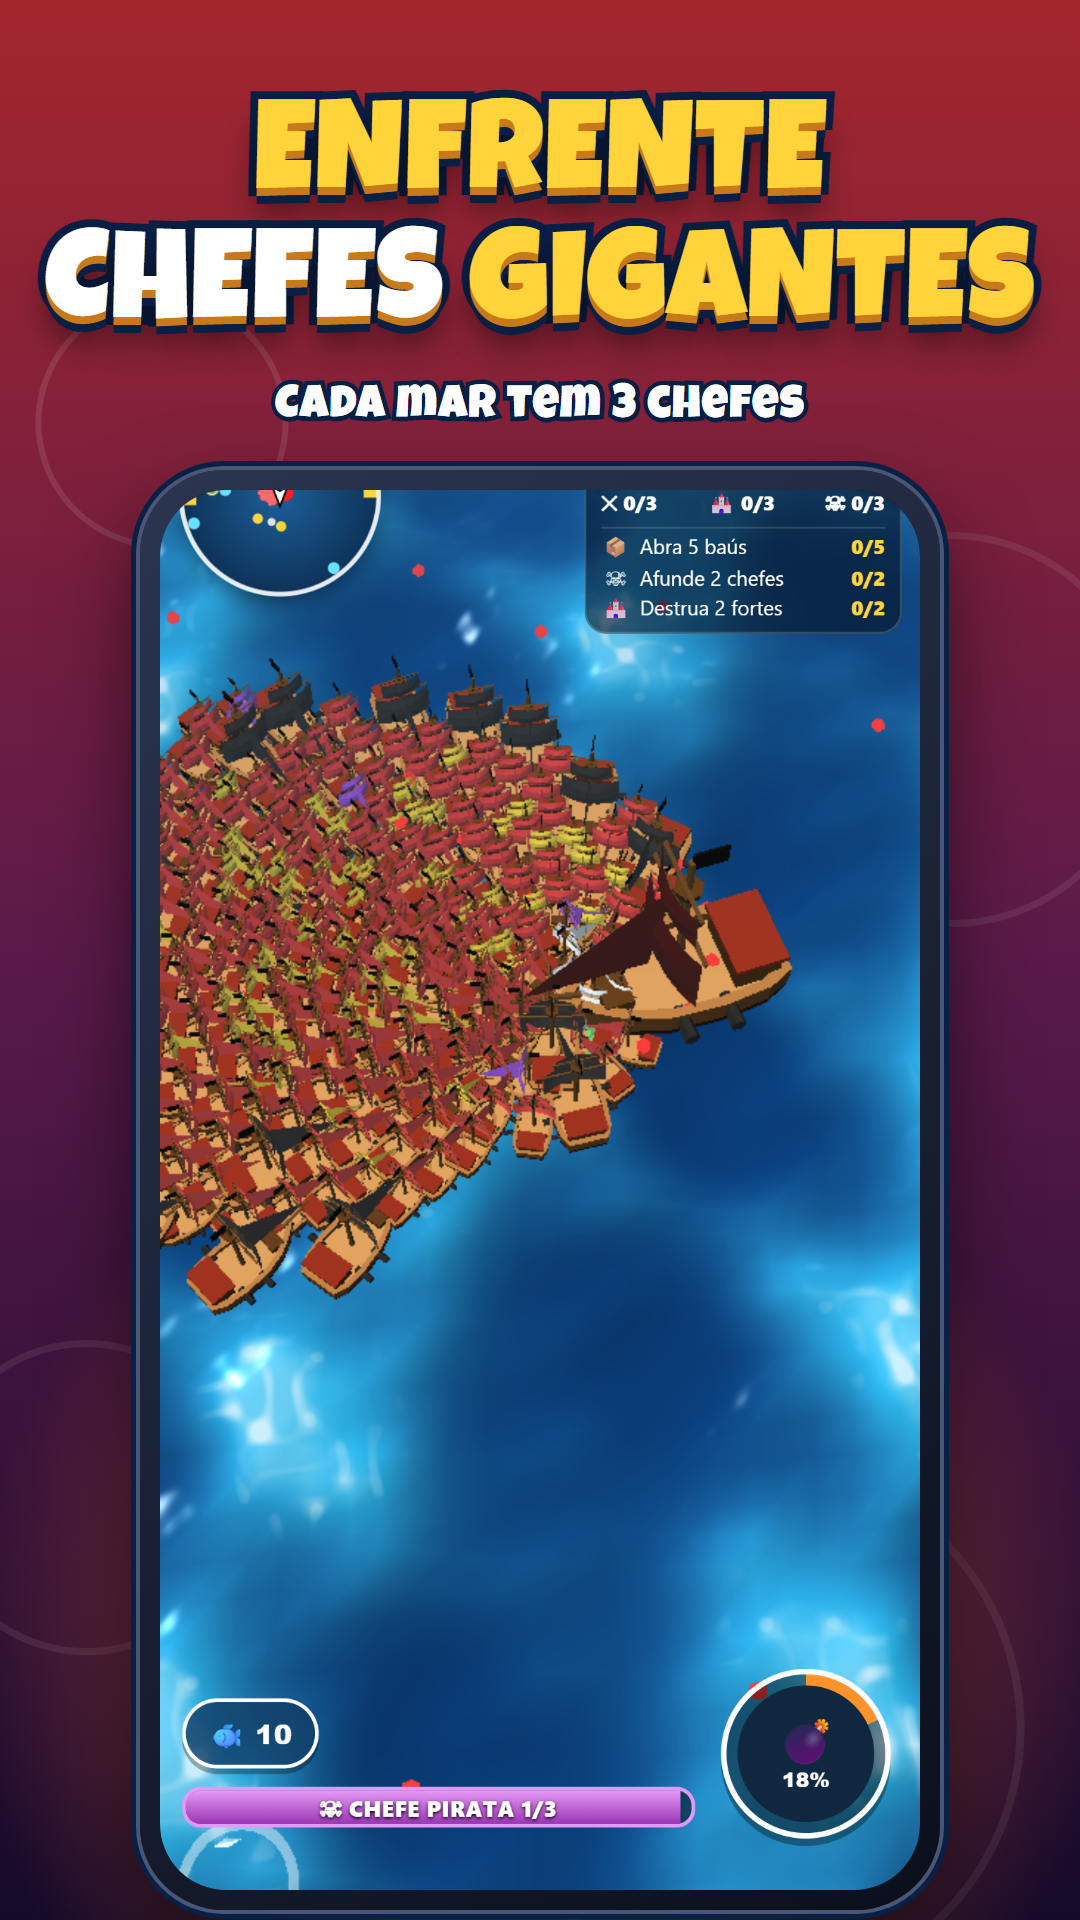 ENFRENTE
CHEFES GIGANTES
CADA MAR TEM 3 CHEFES
0/3 0/3 0/3
Abra 5 baús 0/5
Afunde 2 chefes 0/2
Destrua 2 fortes 0/2
10
18%
CHEFE PIRATA 1/3